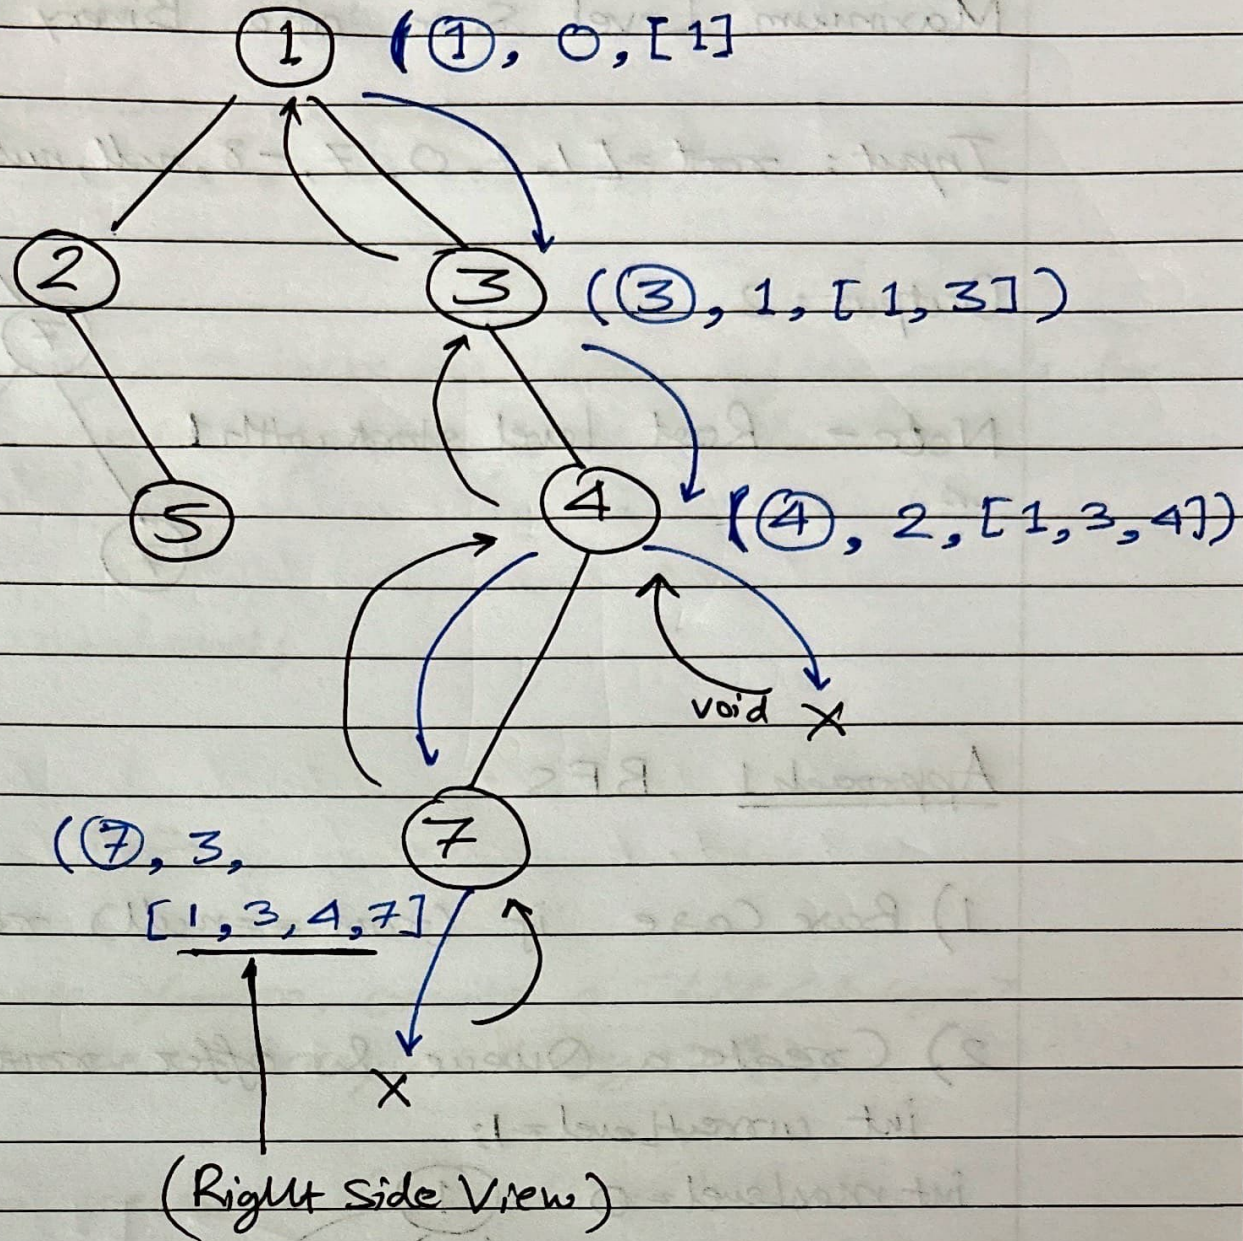 1 (1, 0, [1]
2 3 (3, 1, [1, 3])
5 4 (4, 2, [1, 3, 4])
void X
(7, 3, 7
[1, 3, 4, 7]
X
(Right Side View)